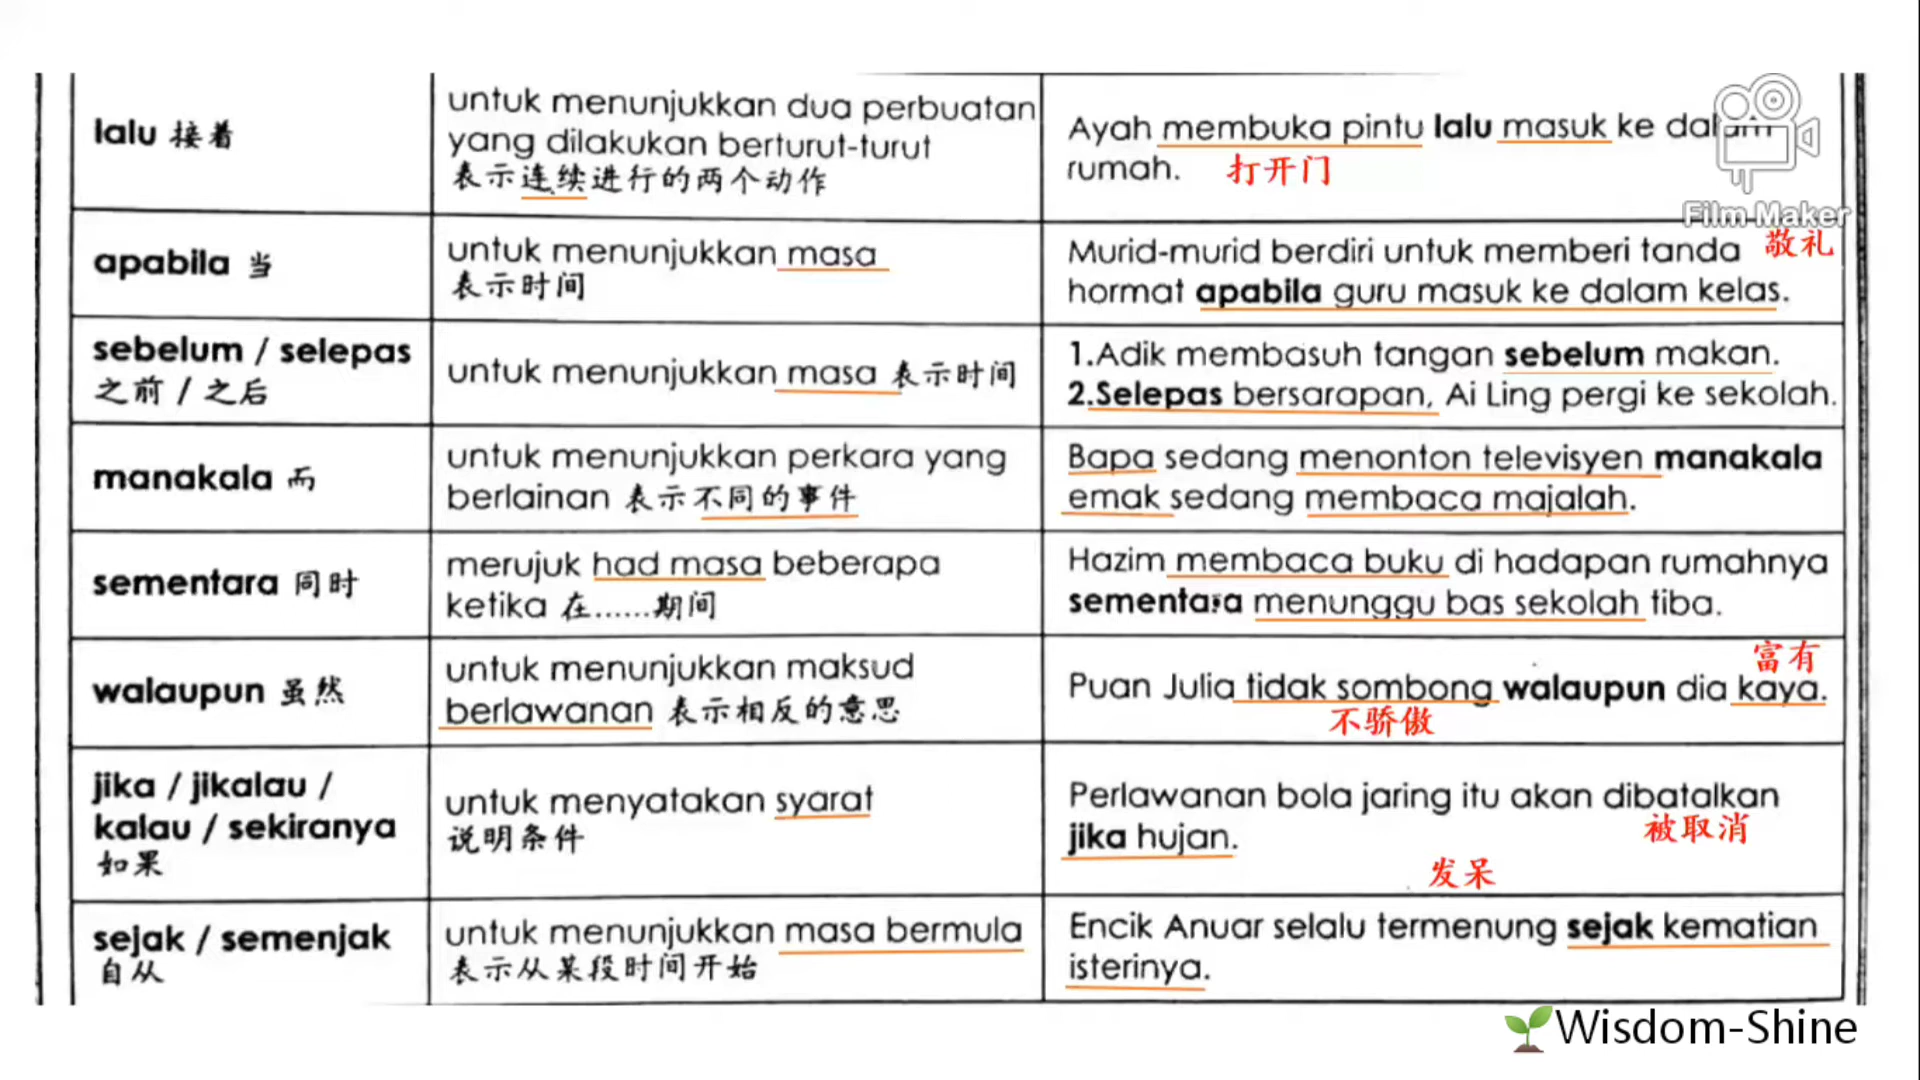 lalu 接着
untuk menunjukkan dua perbuatan
yang dilakukan berturut-turut
表示连续进行的两个动作
Ayah membuka pintu lalu masuk ke dalam
rumah. 打开门
Film Maker
apabila 当
untuk menunjukkan masa
表示时间
Murid-murid berdiri untuk memberi tanda 敬礼
hormat apabila guru masuk ke dalam kelas.
sebelum / selepas
之前 / 之后
untuk menunjukkan masa 表示时间
1.Adik membasuh tangan sebelum makan.
2.Selepas bersarapan, Ai Ling pergi ke sekolah.
manakala 而
untuk menunjukkan perkara yang
berlainan 表示不同的事件
Bapa sedang menonton televisyen manakala
emak sedang membaca majalah.
sementara 同时
merujuk had masa beberapa
ketika 在......期间
Hazim membaca buku di hadapan rumahnya
sementara menunggu bas sekolah tiba.
walaupun 虽然
untuk menunjukkan maksud
berlawanan 表示相反的意思
富有
Puan Julia tidak sombong walaupun dia kaya.
不骄傲
jika / jikalau /
kalau / sekiranya
如果
untuk menyatakan syarat
说明条件
Perlawanan bola jaring itu akan dibatalkan
jika hujan. 被取消
发呆
sejak / semenjak
自从
untuk menunjukkan masa bermula
表示从某段时间开始
Encik Anuar selalu termenung sejak kematian
isterinya.
Wisdom-Shine